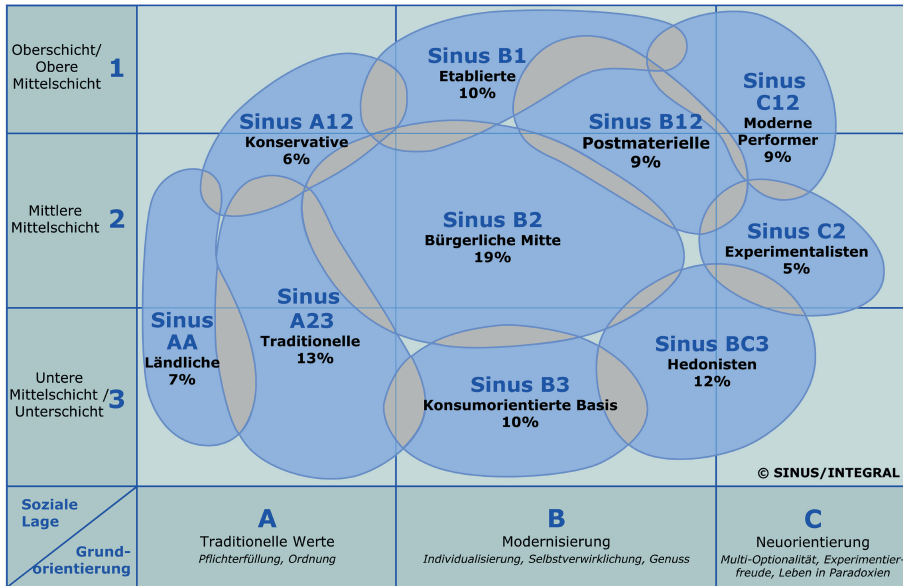 Oberschicht/
Obere
Mittelschicht
1
Mittlere
Mittelschicht
2
Untere
Mittelschicht /
Unterschicht
3
Sinus B1
Etablierte
10%
Sinus A12
Konservative
6%
Sinus B12
Postmaterielle
9%
Sinus
C12
Moderne
Performer
9%
Sinus B2
Bürgerliche Mitte
19%
Sinus C2
Experimentalisten
5%
Sinus
AA
Ländliche
7%
Sinus
A23
Traditionelle
13%
Sinus B3
Konsumorientierte Basis
10%
Sinus BC3
Hedonisten
12%
© SINUS/INTEGRAL
Soziale
Lage
Grund-
orientierung
A
Traditionelle Werte
Pflichterfüllung, Ordnung
B
Modernisierung
Individualisierung, Selbstverwirklichung, Genuss
C
Neuorientierung
Multi-Optionalität, Experimentier-
freude, Leben in Paradoxien